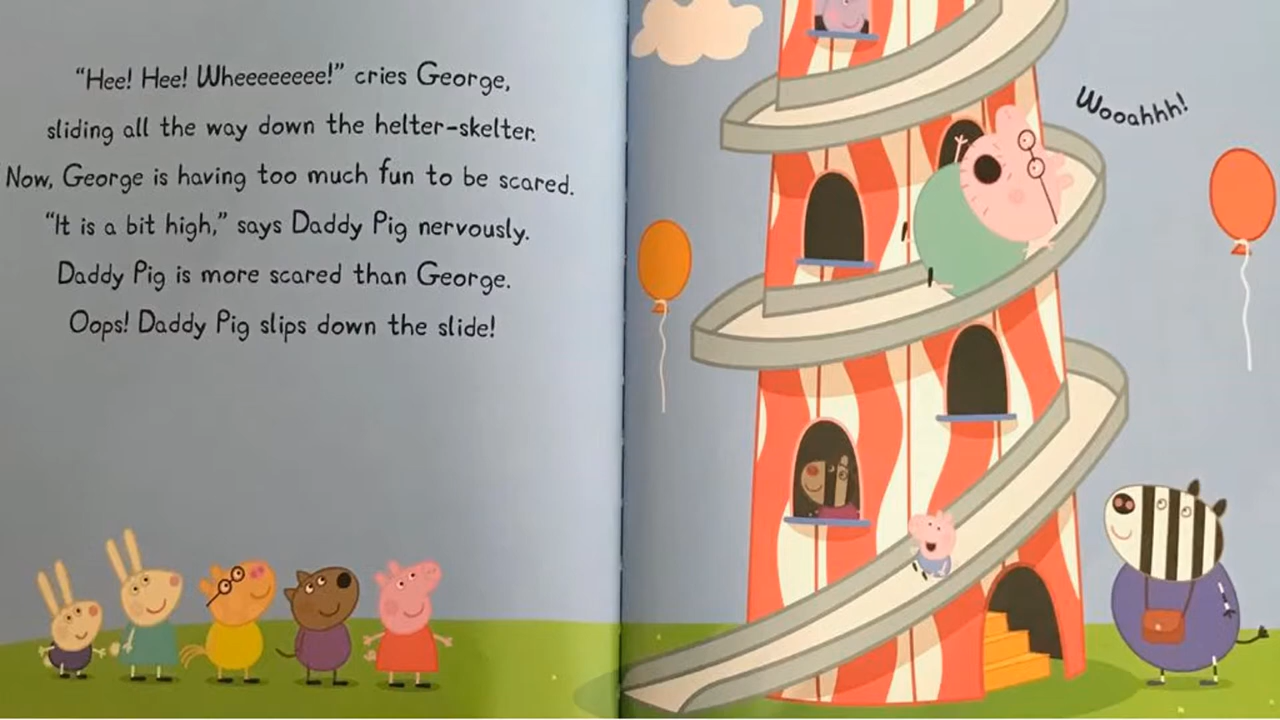 “Hee! Hee! Wheeeeeeee!” cries George,
sliding all the way down the helter-skelter.
Now, George is having too much fun to be scared.
“It is a bit high,” says Daddy Pig nervously.
Daddy Pig is more scared than George.
Oops! Daddy Pig slips down the slide!
Wooahhh!